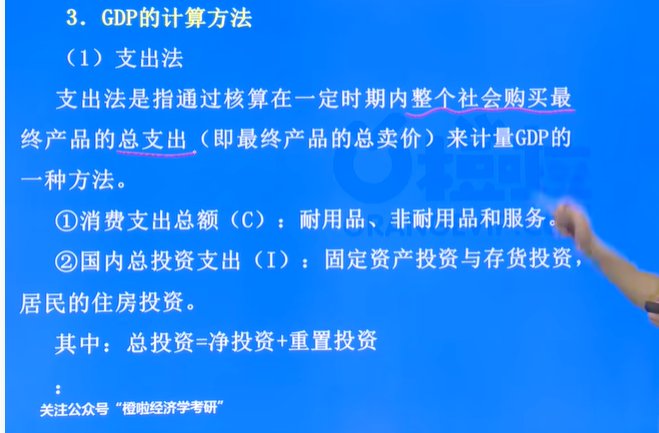 3．GDP的计算方法
（1）支出法
支出法是指通过核算在一定时期内整个社会购买最
终产品的总支出（即最终产品的总卖价）来计量GDP的
一种方法。
①消费支出总额（C）：耐用品、非耐用品和服务。
②国内总投资支出（I）：固定资产投资与存货投资，
居民的住房投资。
其中：总投资=净投资+重置投资
：
关注公众号“橙啦经济学考研”
橙啦